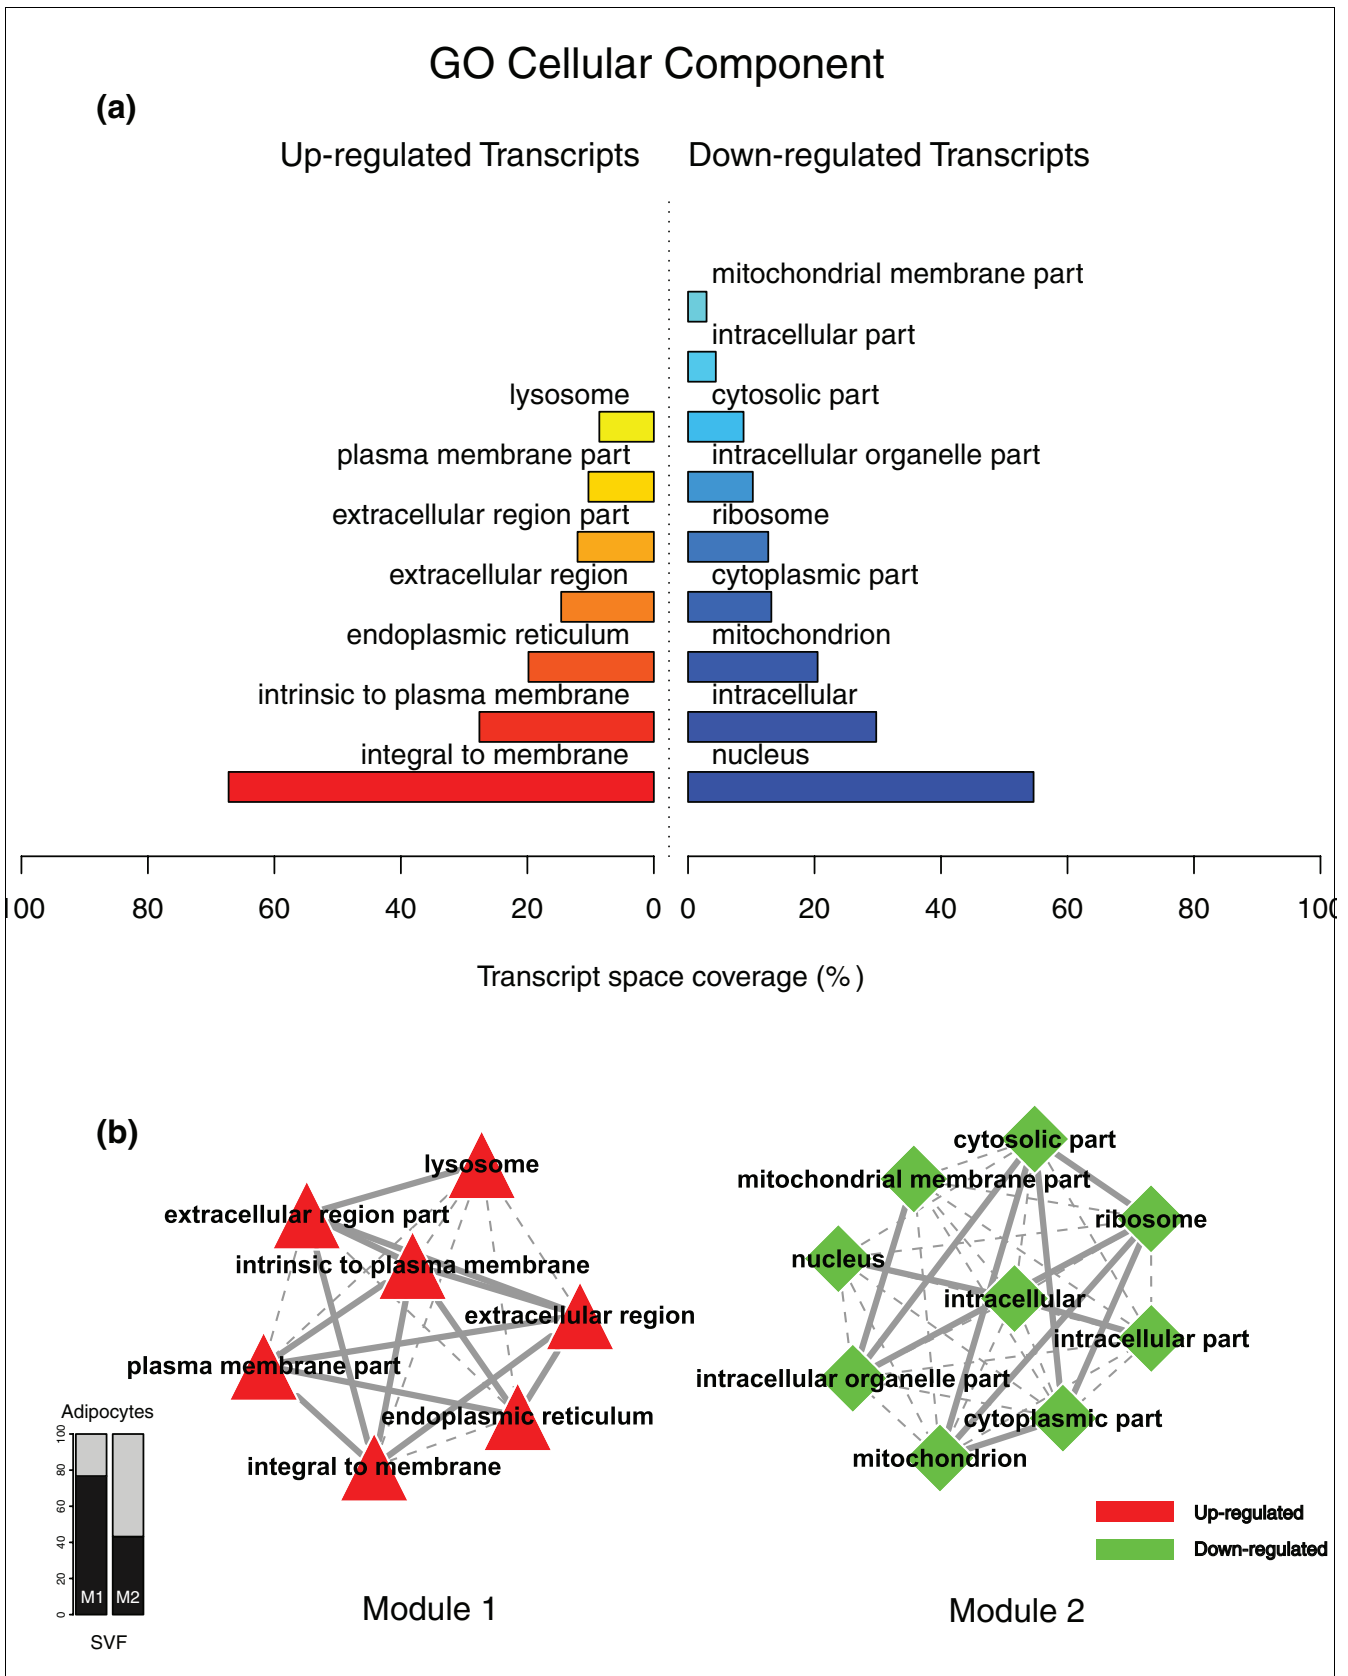 GO Cellular Component
(a)
Up-regulated Transcripts
Down-regulated Transcripts
mitochondrial membrane part
intracellular part
lysosome
cytosolic part
plasma membrane part
intracellular organelle part
extracellular region part
ribosome
extracellular region
cytoplasmic part
endoplasmic reticulum
mitochondrion
intrinsic to plasma membrane
intracellular
integral to membrane
nucleus
100 80 60 40 20 0 0 20 40 60 80 100
Transcript space coverage (%)
(b)
lysosome
extracellular region part
intrinsic to plasma membrane
extracellular region
plasma membrane part
endoplasmic reticulum
integral to membrane
Adipocytes
100
80
60
40
20
0
M1 M2
SVF
Module 1
cytosolic part
mitochondrial membrane part
ribosome
nucleus
intracellular
intracellular part
intracellular organelle part
cytoplasmic part
mitochondrion
Up-regulated
Down-regulated
Module 2